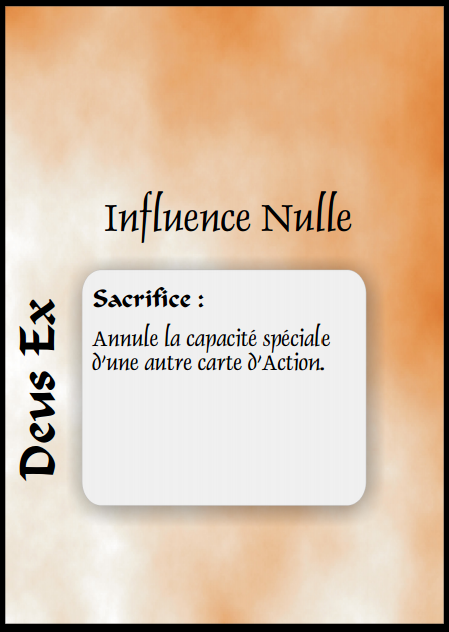 Influence Nulle
Sacrifice :
Annule la capacité spéciale
d'une autre carte d'Action.
Deus Ex